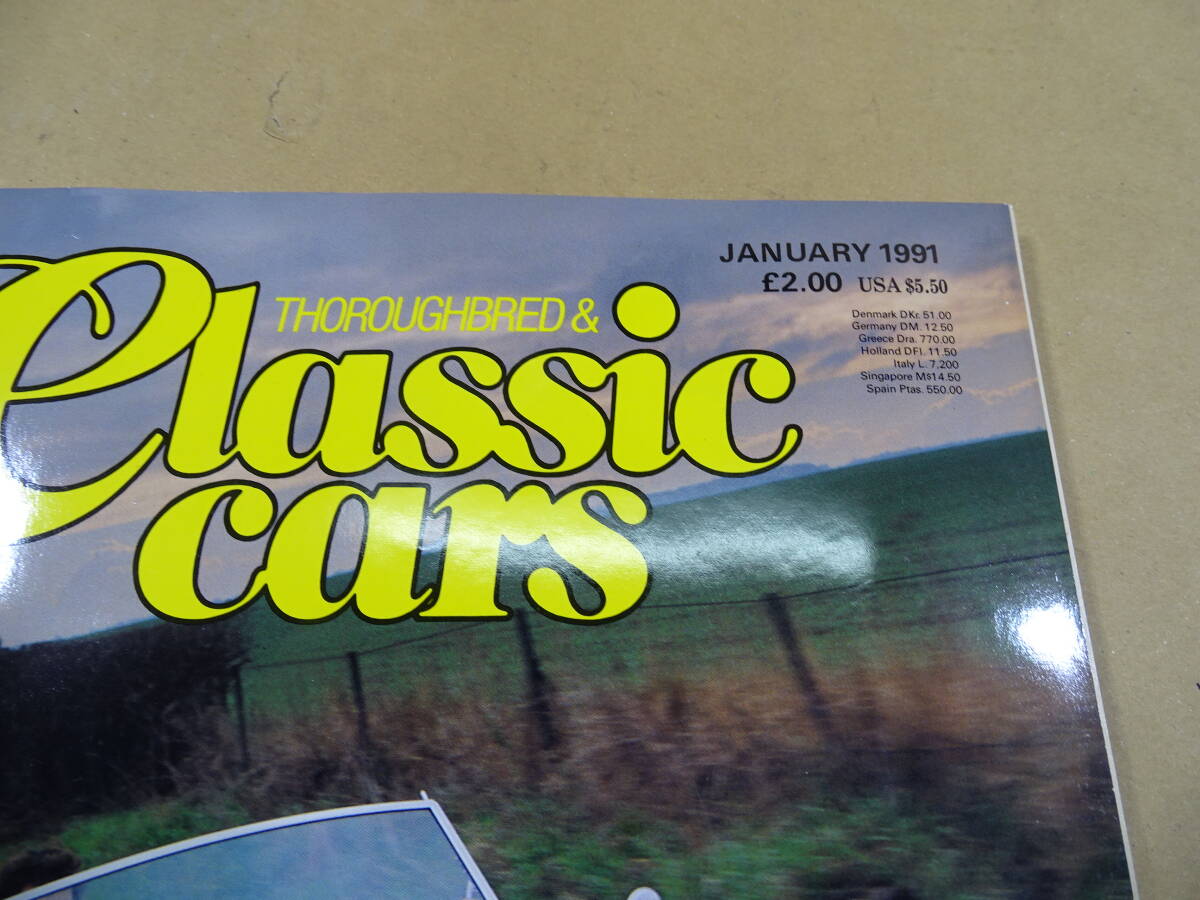 JANUARY 1991
£2.00 USA $5.50
Denmark DKr. 51.00
Germany DM. 12.50
Greece Dra. 770.00
Holland DFl. 11.50
Italy L. 7,200
Singapore M$14.50
Spain Ptas. 550.00
THOROUGHBRED &
Classic
cars